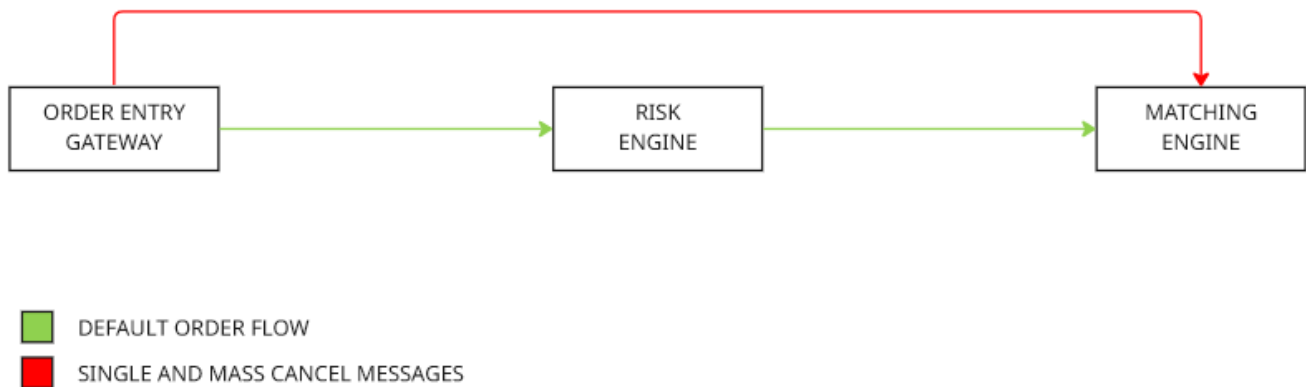 ORDER ENTRY
GATEWAY
RISK
ENGINE
MATCHING
ENGINE
DEFAULT ORDER FLOW
SINGLE AND MASS CANCEL MESSAGES